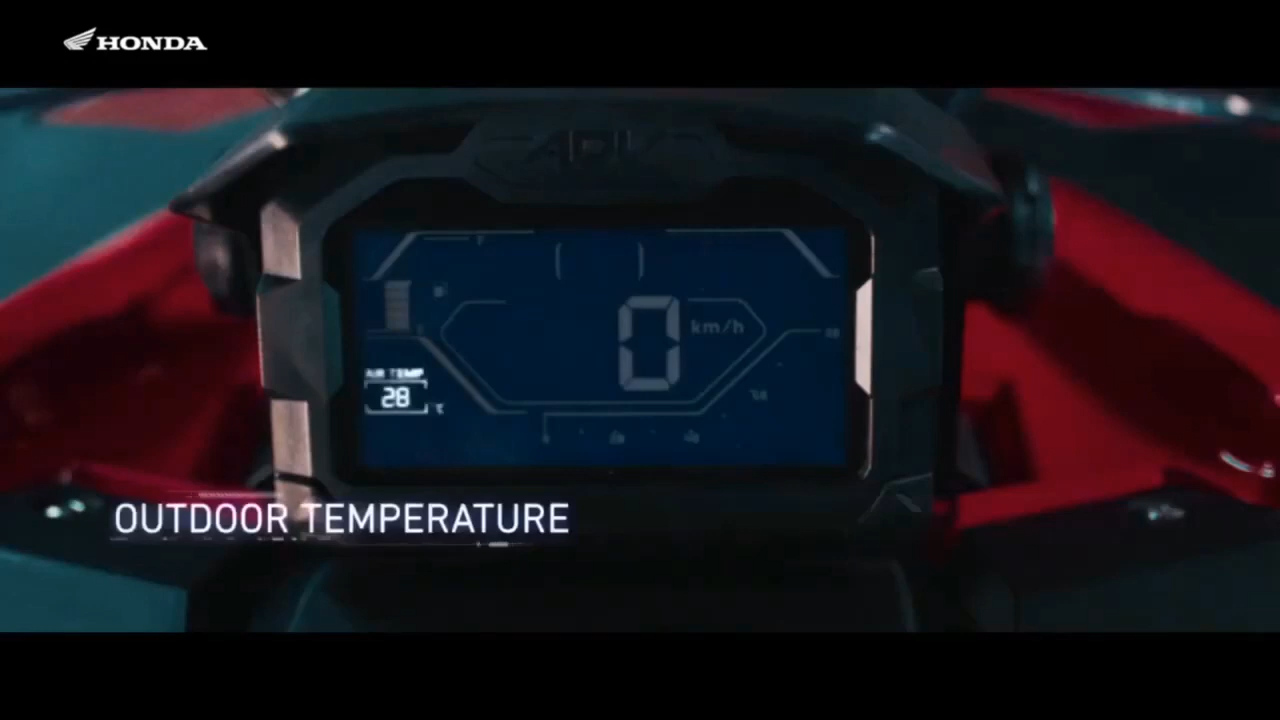 HONDA
0 km/h
AIR TEMP
28 °C
OUTDOOR TEMPERATURE